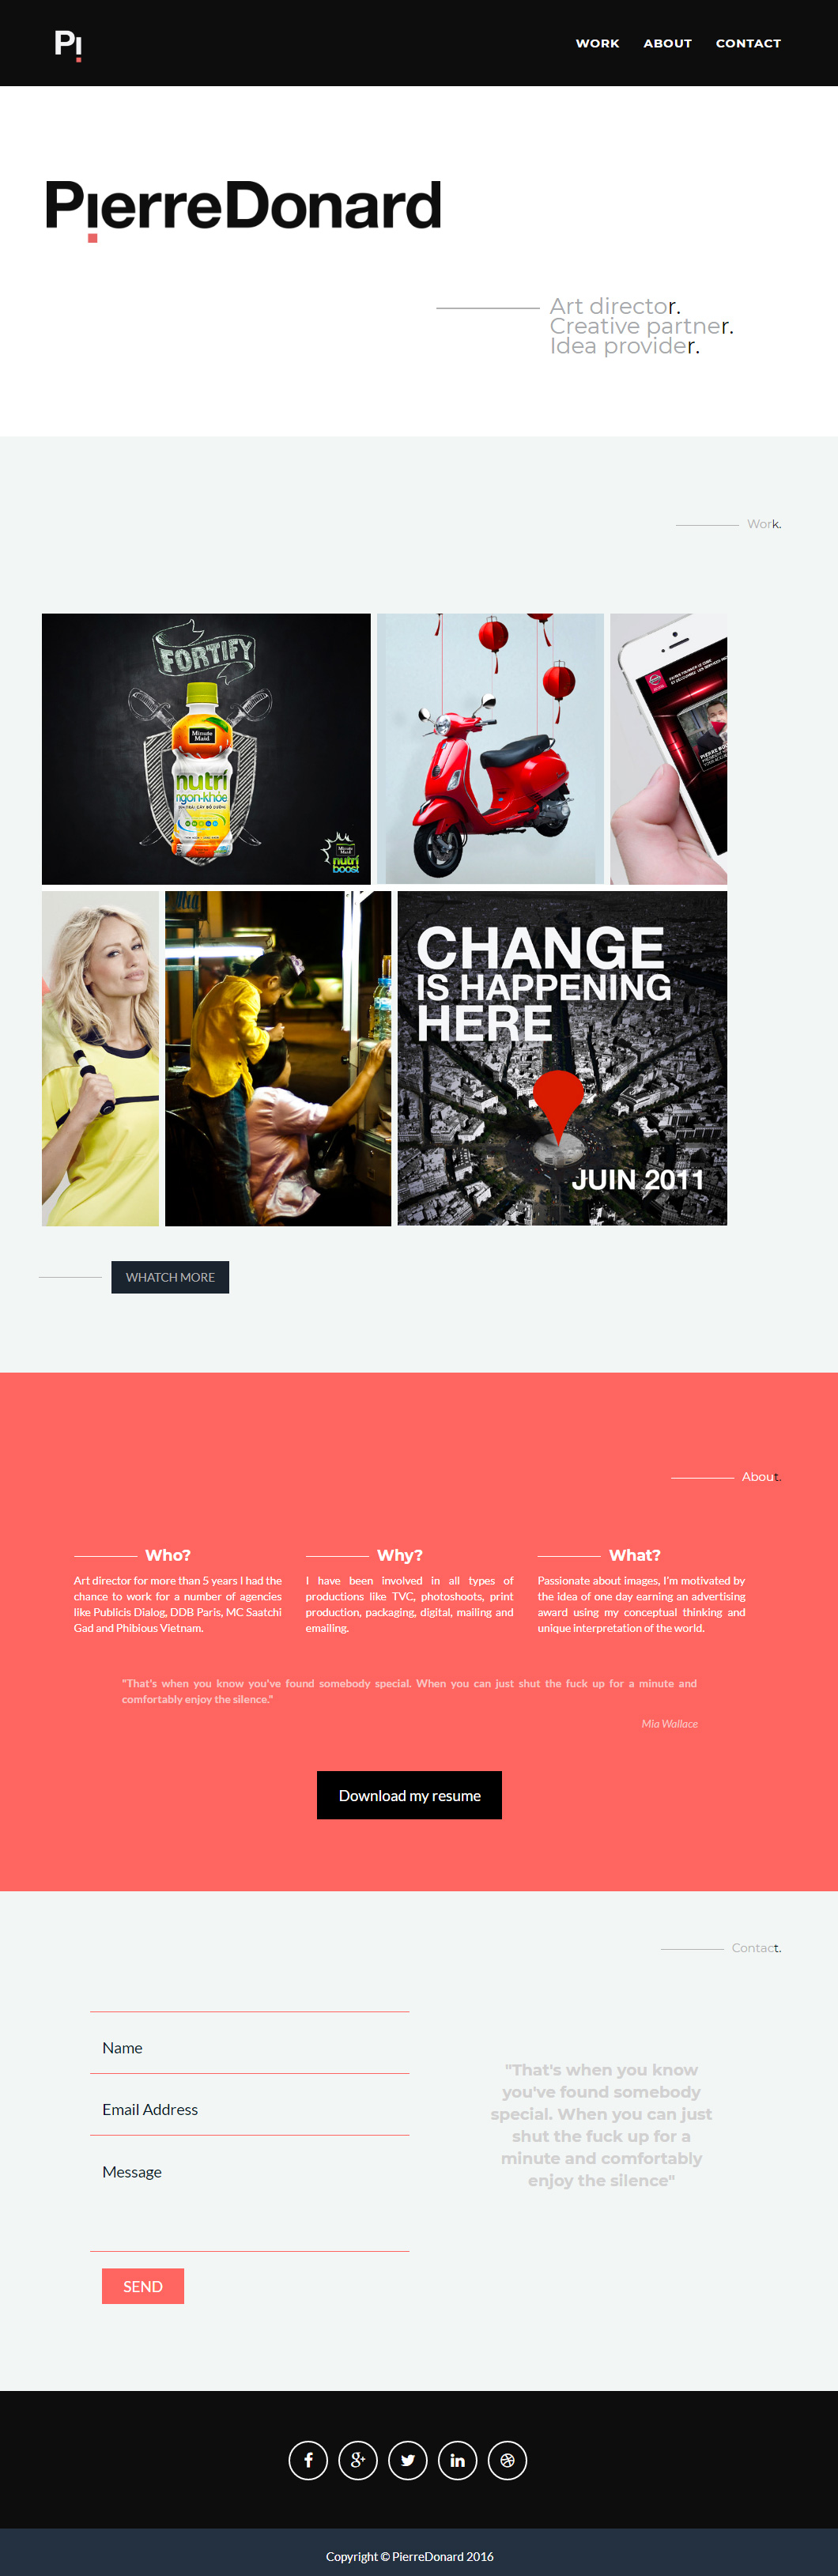 Pi
WORK ABOUT CONTACT
PierreDonard
Art director.
Creative partner.
Idea provider.
Work.
FORTIFY
Minute
Maid
nutri
ngon-khỏe
Minute
Maid
nutri
boost
CHANGE
IS HAPPENING
HERE
JUIN 2011
WHATCH MORE
About.
Who?
Art director for more than 5 years I had the
chance to work for a number of agencies
like Publicis Dialog, DDB Paris, MC Saatchi
Gad and Phibious Vietnam.
Why?
I have been involved in all types of
productions like TVC, photoshoots, print
production, packaging, digital, mailing and
emailing.
What?
Passionate about images, I'm motivated by
the idea of one day earning an advertising
award using my conceptual thinking and
unique interpretation of the world.
"That's when you know you've found somebody special. When you can just shut the fuck up for a minute and
comfortably enjoy the silence."
Mia Wallace
Download my resume
Contact.
Name
Email Address
Message
SEND
"That's when you know
you've found somebody
special. When you can just
shut the fuck up for a
minute and comfortably
enjoy the silence"
Copyright © PierreDonard 2016